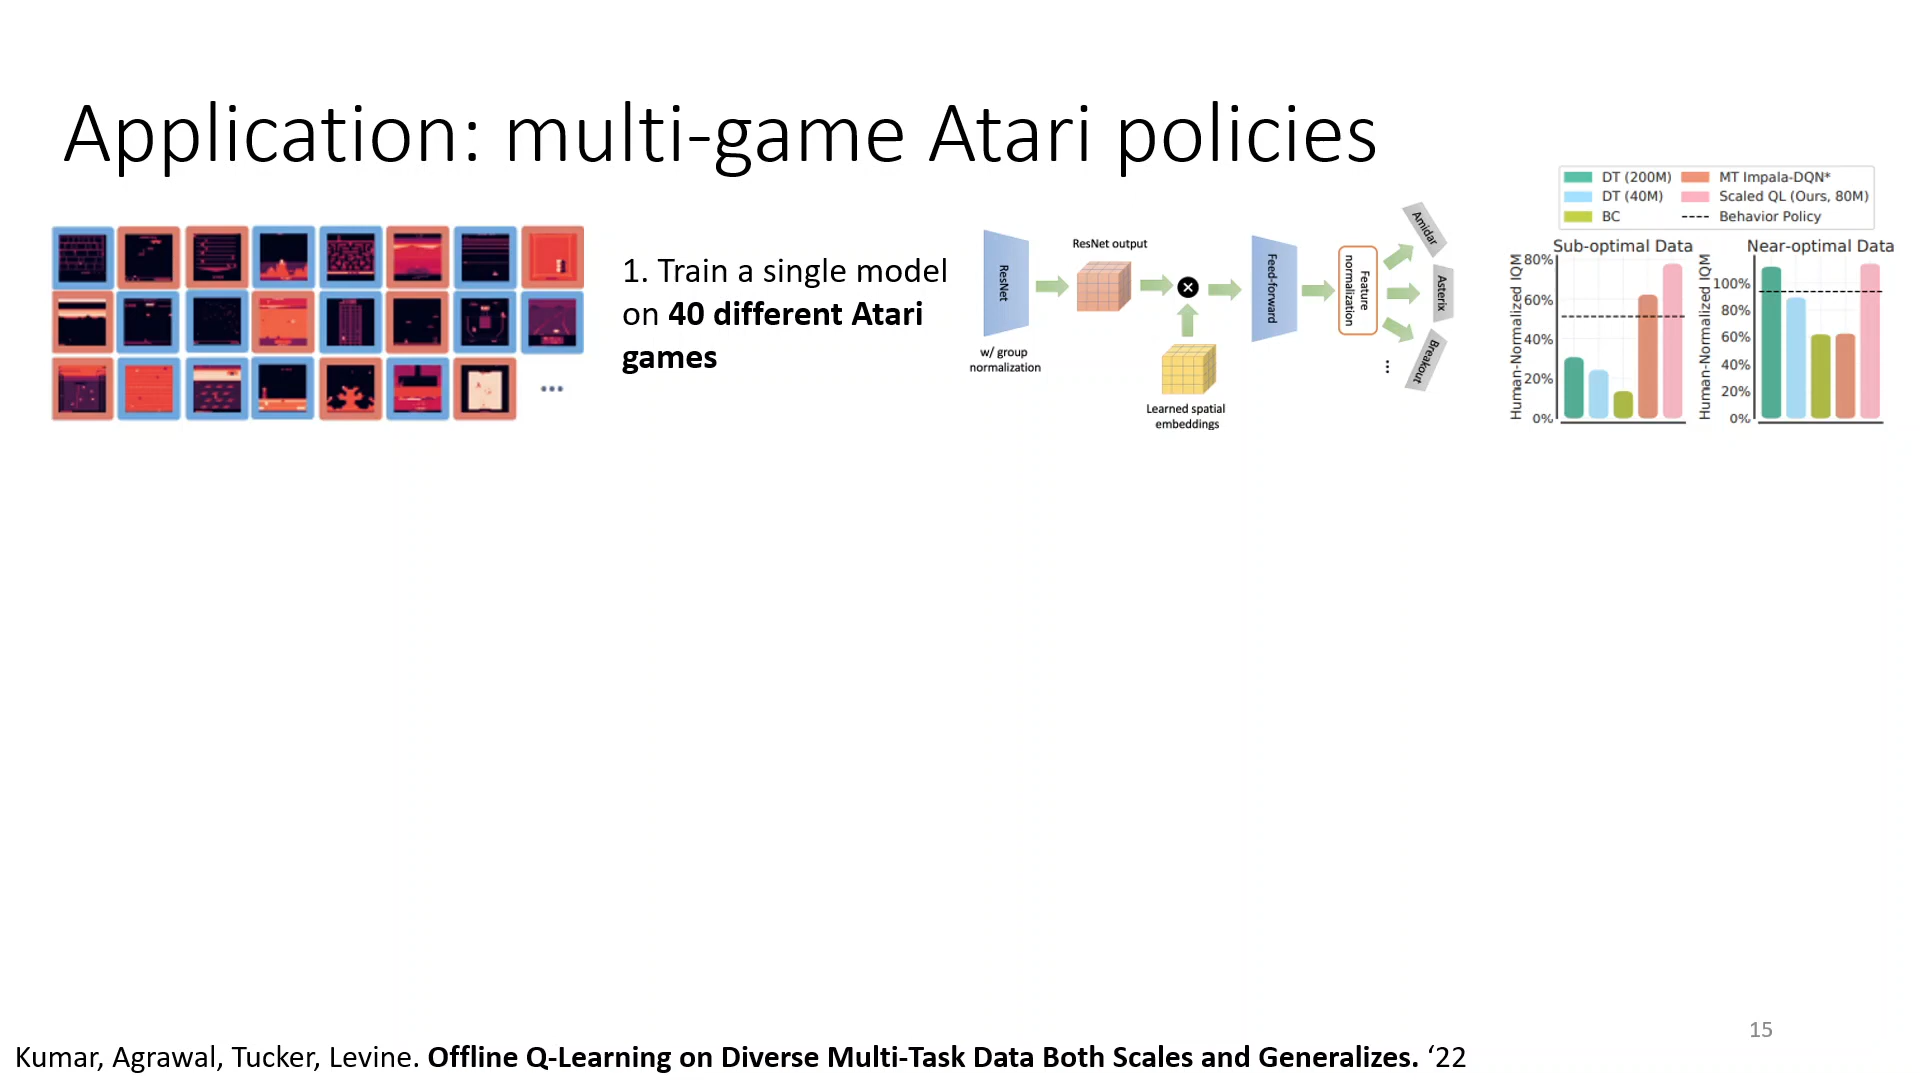 Application: multi-game Atari policies
1. Train a single model
on 40 different Atari
games
ResNet
w/ group
normalization
ResNet output
Learned spatial
embeddings
Feed-forward
Feature
normalization
Amidar
Asterix
Breakout
DT (200M)
DT (40M)
BC
MT Impala-DQN*
Scaled QL (Ours, 80M)
Behavior Policy
Sub-optimal Data
Human-Normalized IQM
80%
60%
40%
20%
0%
Near-optimal Data
Human-Normalized IQM
100%
80%
60%
40%
20%
0%
15
Kumar, Agrawal, Tucker, Levine. Offline Q-Learning on Diverse Multi-Task Data Both Scales and Generalizes. ‘22